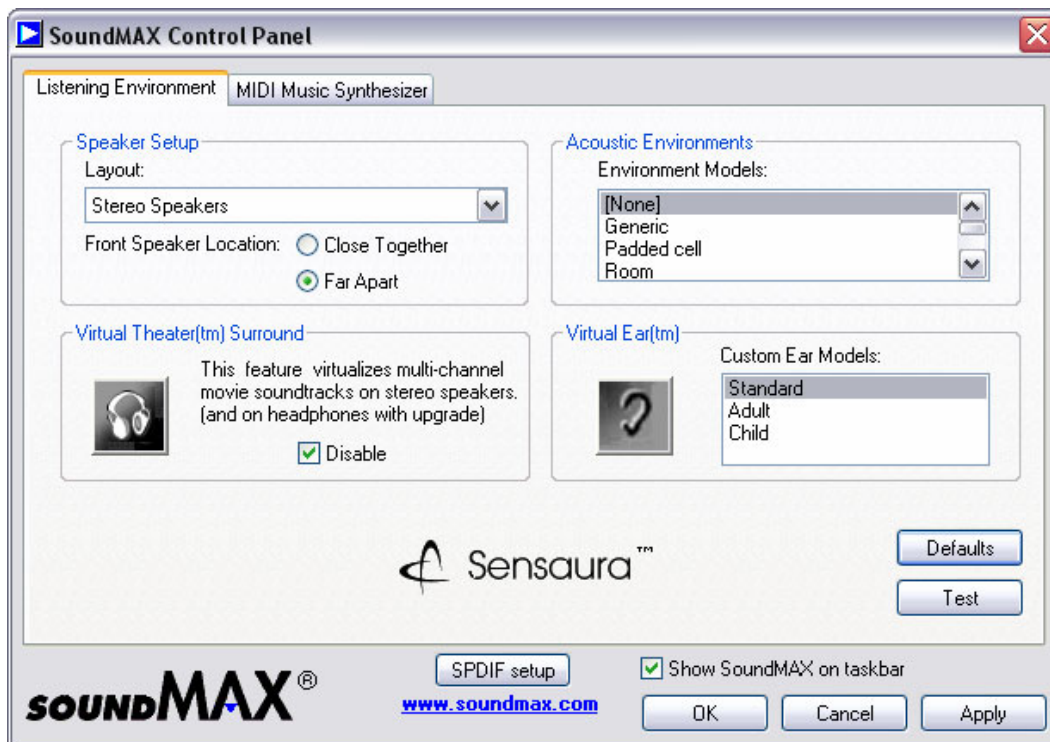 SoundMAX Control Panel
Listening Environment
MIDI Music Synthesizer
Speaker Setup
Layout:
Stereo Speakers
Front Speaker Location:
Close Together
Far Apart
Acoustic Environments
Environment Models:
[None]
Generic
Padded cell
Room
Virtual Theater(tm) Surround
This feature virtualizes multi-channel
movie soundtracks on stereo speakers.
(and on headphones with upgrade)
Disable
Virtual Ear(tm)
Custom Ear Models:
Standard
Adult
Child
Sensaura™
Defaults
Test
SOUNDMAX®
SPDIF setup
www.soundmax.com
Show SoundMAX on taskbar
OK
Cancel
Apply